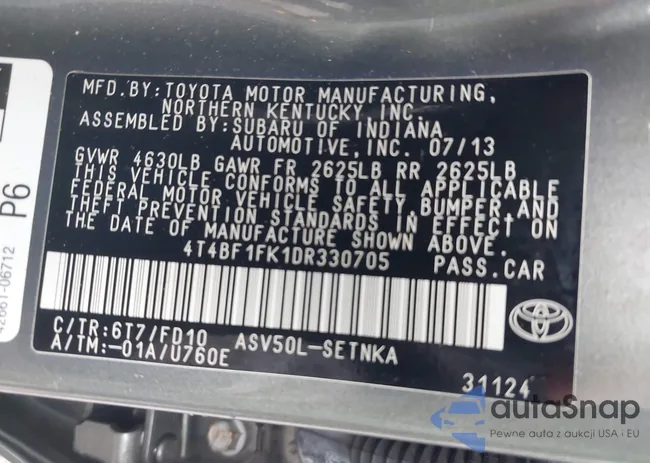 MFD.BY:TOYOTA MOTOR MANUFACTURING,
NORTHERN KENTUCKY INC.
ASSEMBLED BY:SUBARU OF INDIANA
AUTOMOTIVE,INC. 07/13
GVWR 4630LB GAWR FR 2625LB RR 2625LB
THIS VEHICLE CONFORMS TO ALL APPLICABLE
FEDERAL MOTOR VEHICLE SAFETY,BUMPER,AND
THEFT PREVENTION STANDARDS IN EFFECT ON
THE DATE OF MANUFACTURE SHOWN ABOVE.
4T4BF1FK1DR330705
PASS.CAR
C/TR:6T7/FD10 ASV50L-SETNKA
A/TM:-01A/U760E
31124
P6
42661-06712
autoSnap
Pewne auta z aukcji USA i EU